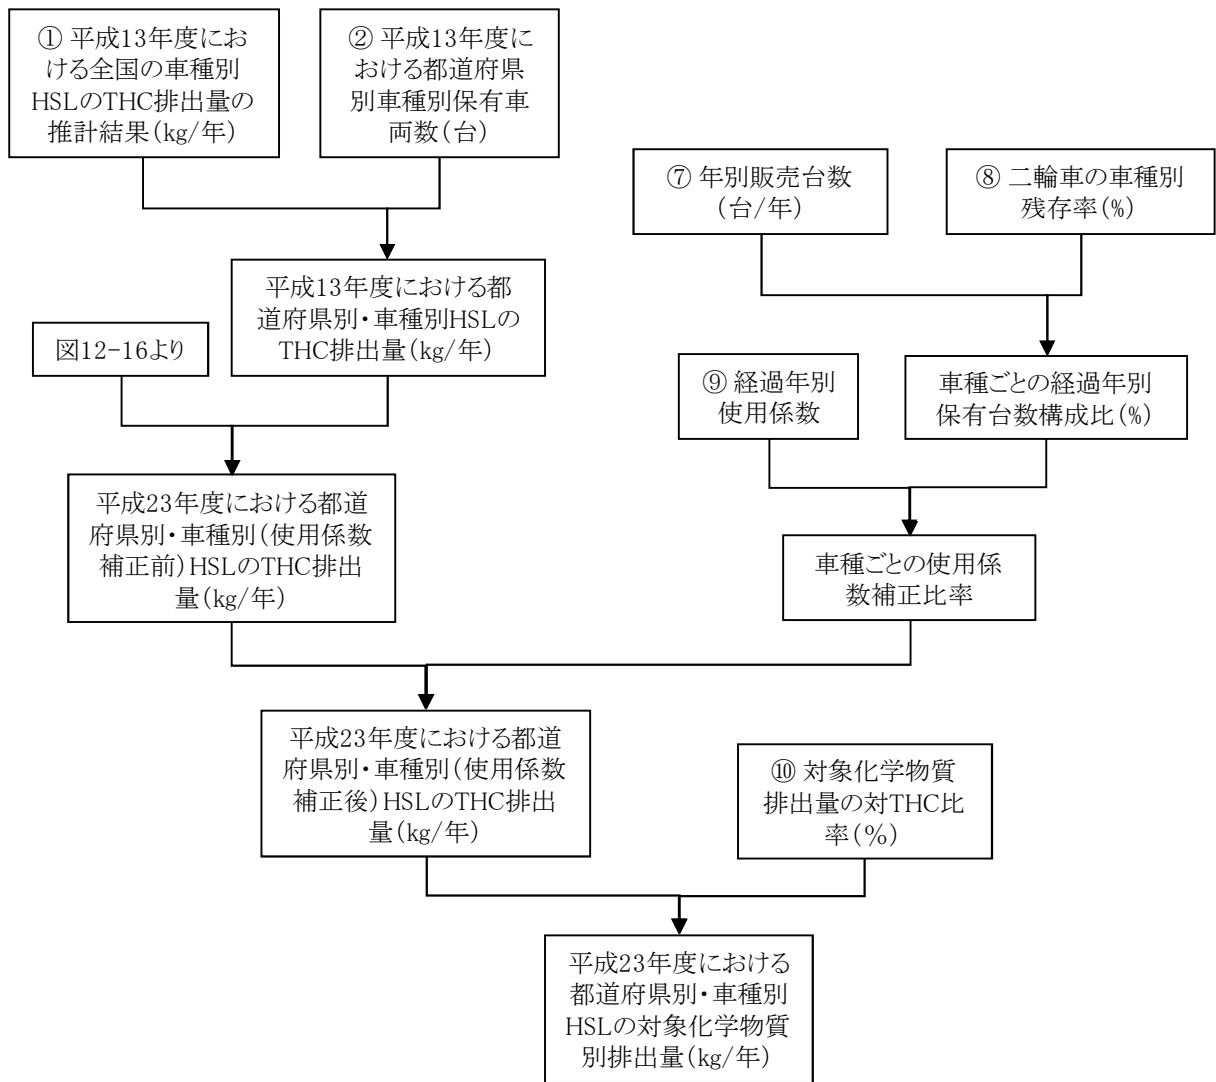 ① 平成13年度にお
ける全国の車種別
HSLのTHC排出量の
推計結果(kg/年)
② 平成13年度に
おける都道府県
別車種別保有車
両数(台)
⑦ 年別販売台数
(台/年)
⑧ 二輪車の車種別
残存率(%)
平成13年度における都
道府県別・車種別HSLの
THC排出量(kg/年)
図12-16より
⑨ 経過年別
使用係数
車種ごとの経過年別
保有台数構成比(%)
平成23年度における都道
府県別・車種別(使用係数
補正前)HSLのTHC排出
量(kg/年)
車種ごとの使用係
数補正比率
平成23年度における都道
府県別・車種別(使用係数
補正後)HSLのTHC排出
量(kg/年)
⑩ 対象化学物質
排出量の対THC比
率(%)
平成23年度における
都道府県別・車種別
HSLの対象化学物質
別排出量(kg/年)